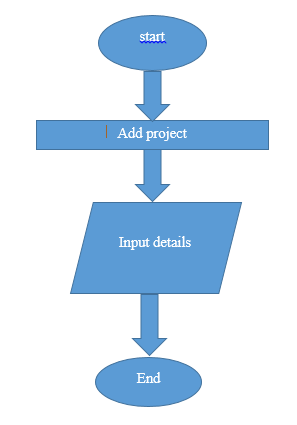 start
Add project
Input details
End